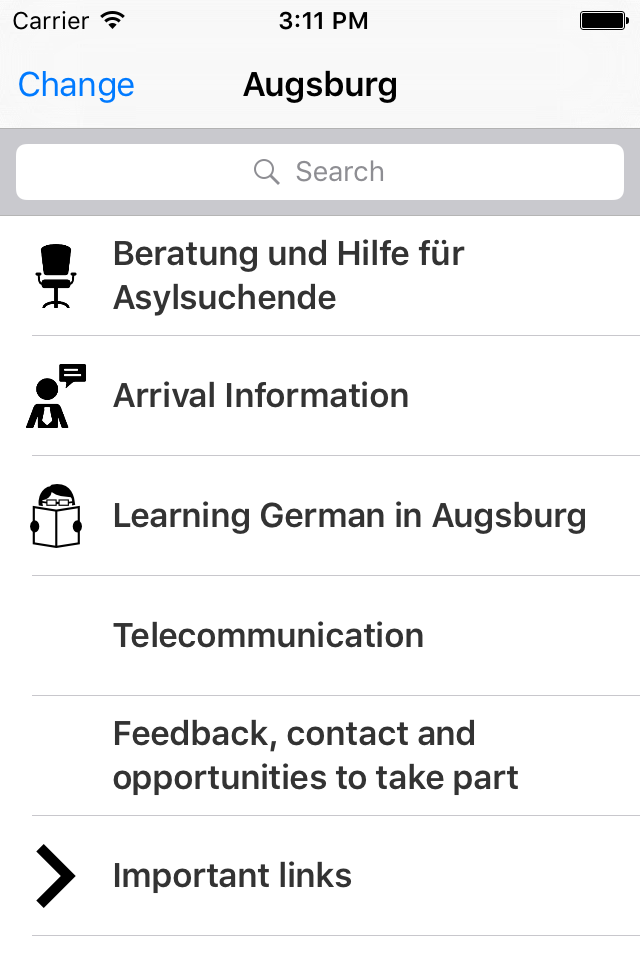 Carrier 3:11 PM
Change Augsburg
Search
Beratung und Hilfe für
Asylsuchende
Arrival Information
Learning German in Augsburg
Telecommunication
Feedback, contact and
opportunities to take part
Important links